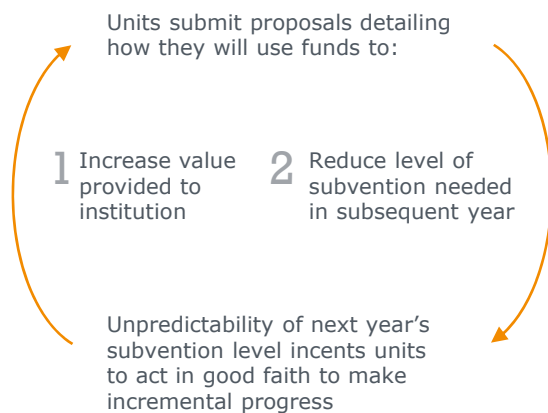 Units submit proposals detailing
how they will use funds to:
1 Increase value
provided to
institution
2 Reduce level of
subvention needed
in subsequent year
Unpredictability of next year’s
subvention level incents units
to act in good faith to make
incremental progress